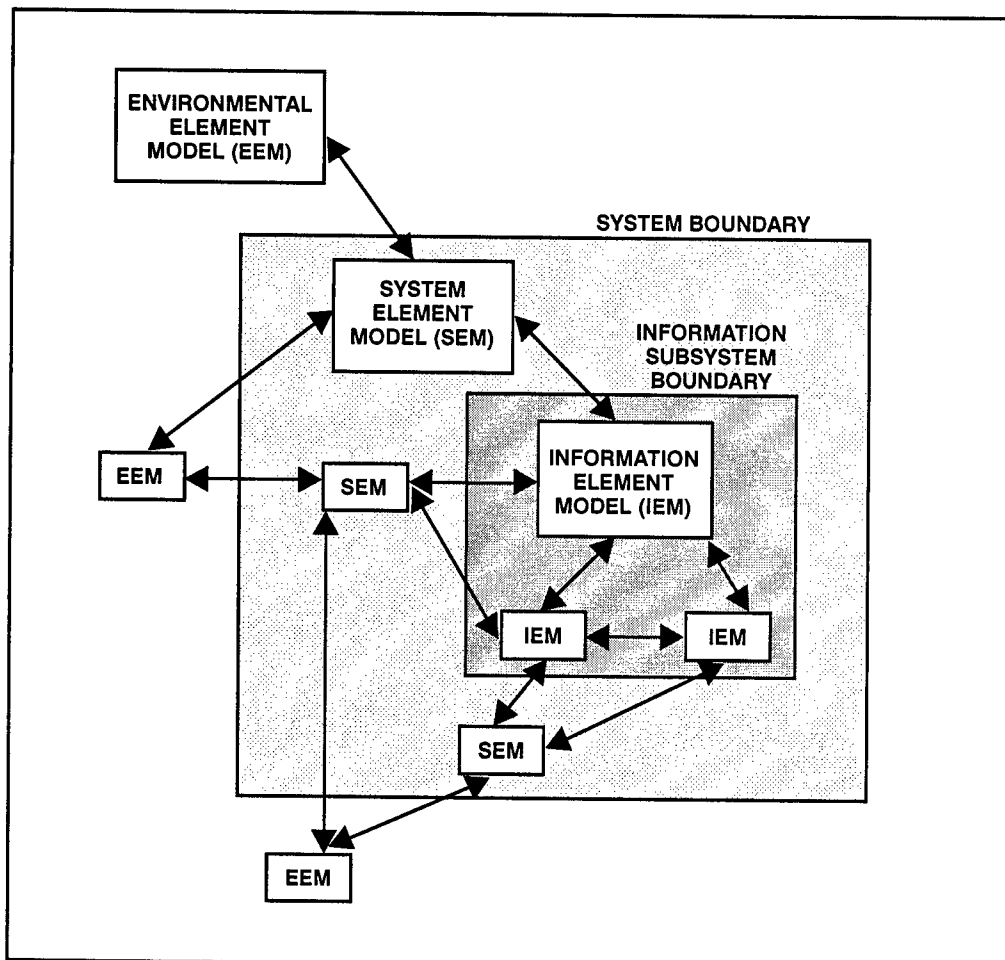 ENVIRONMENTAL
ELEMENT
MODEL (EEM)
SYSTEM BOUNDARY
SYSTEM
ELEMENT
MODEL (SEM)
INFORMATION
SUBSYSTEM
BOUNDARY
EEM
SEM
INFORMATION
ELEMENT
MODEL (IEM)
IEM
IEM
SEM
EEM